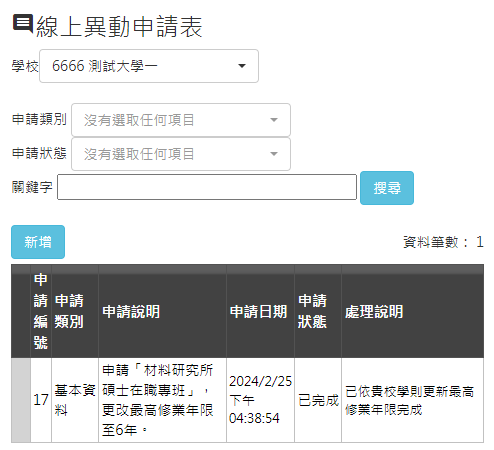 線上異動申請表
學校 6666 測試大學一
申請類別 沒有選取任何項目
申請狀態 沒有選取任何項目
關鍵字 搜尋
新增 資料筆數： 1
申
請
編
號
申請
類別
申請說明
申請日期
申請
狀態
處理說明
17
基本資
料
申請「材料研究所
碩士在職專班」，
更改最高修業年限
至6年。
2024/2/25
下午
04:38:54
已完成
已依貴校學則更新最高
修業年限完成